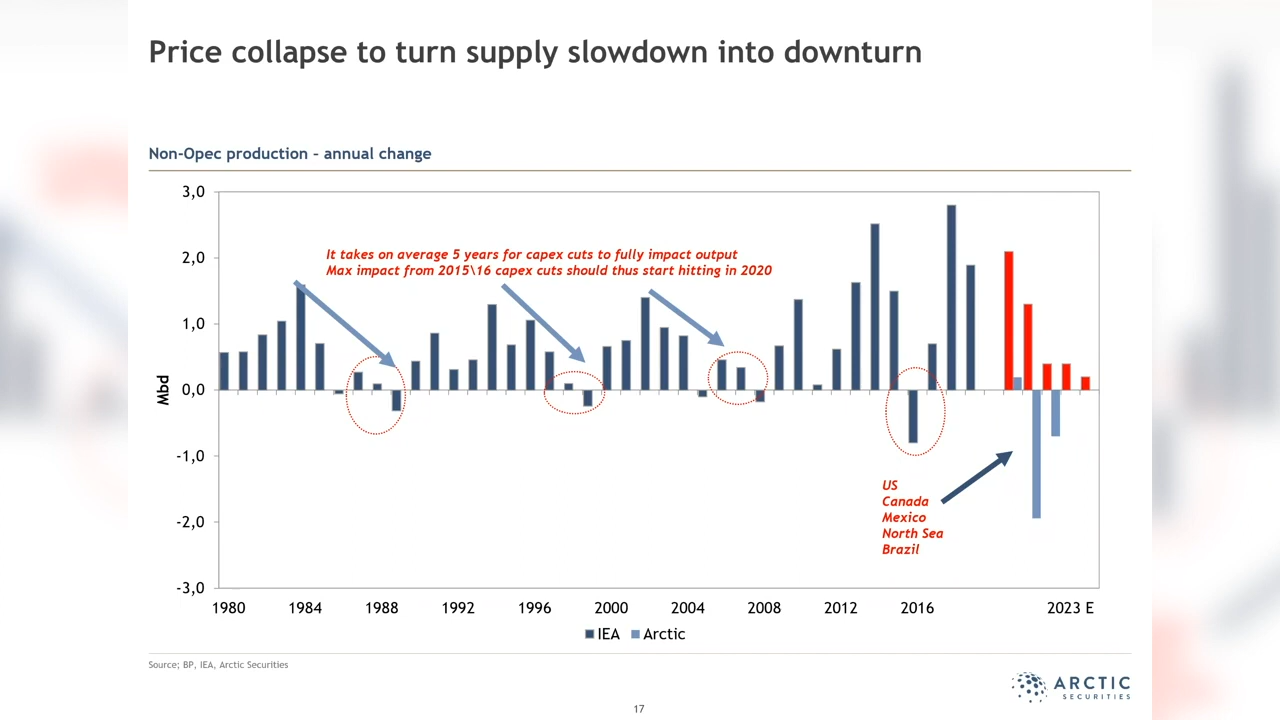 Price collapse to turn supply slowdown into downturn
Non-Opec production – annual change
3,0
2,0
1,0
0,0
-1,0
-2,0
-3,0
Mbd
It takes on average 5 years for capex cuts to fully impact output
Max impact from 2015\16 capex cuts should thus start hitting in 2020
US
Canada
Mexico
North Sea
Brazil
1980 1984 1988 1992 1996 2000 2004 2008 2012 2016 2023 E
IEA Arctic
Source; BP, IEA, Arctic Securities
ARCTIC
SECURITIES
17